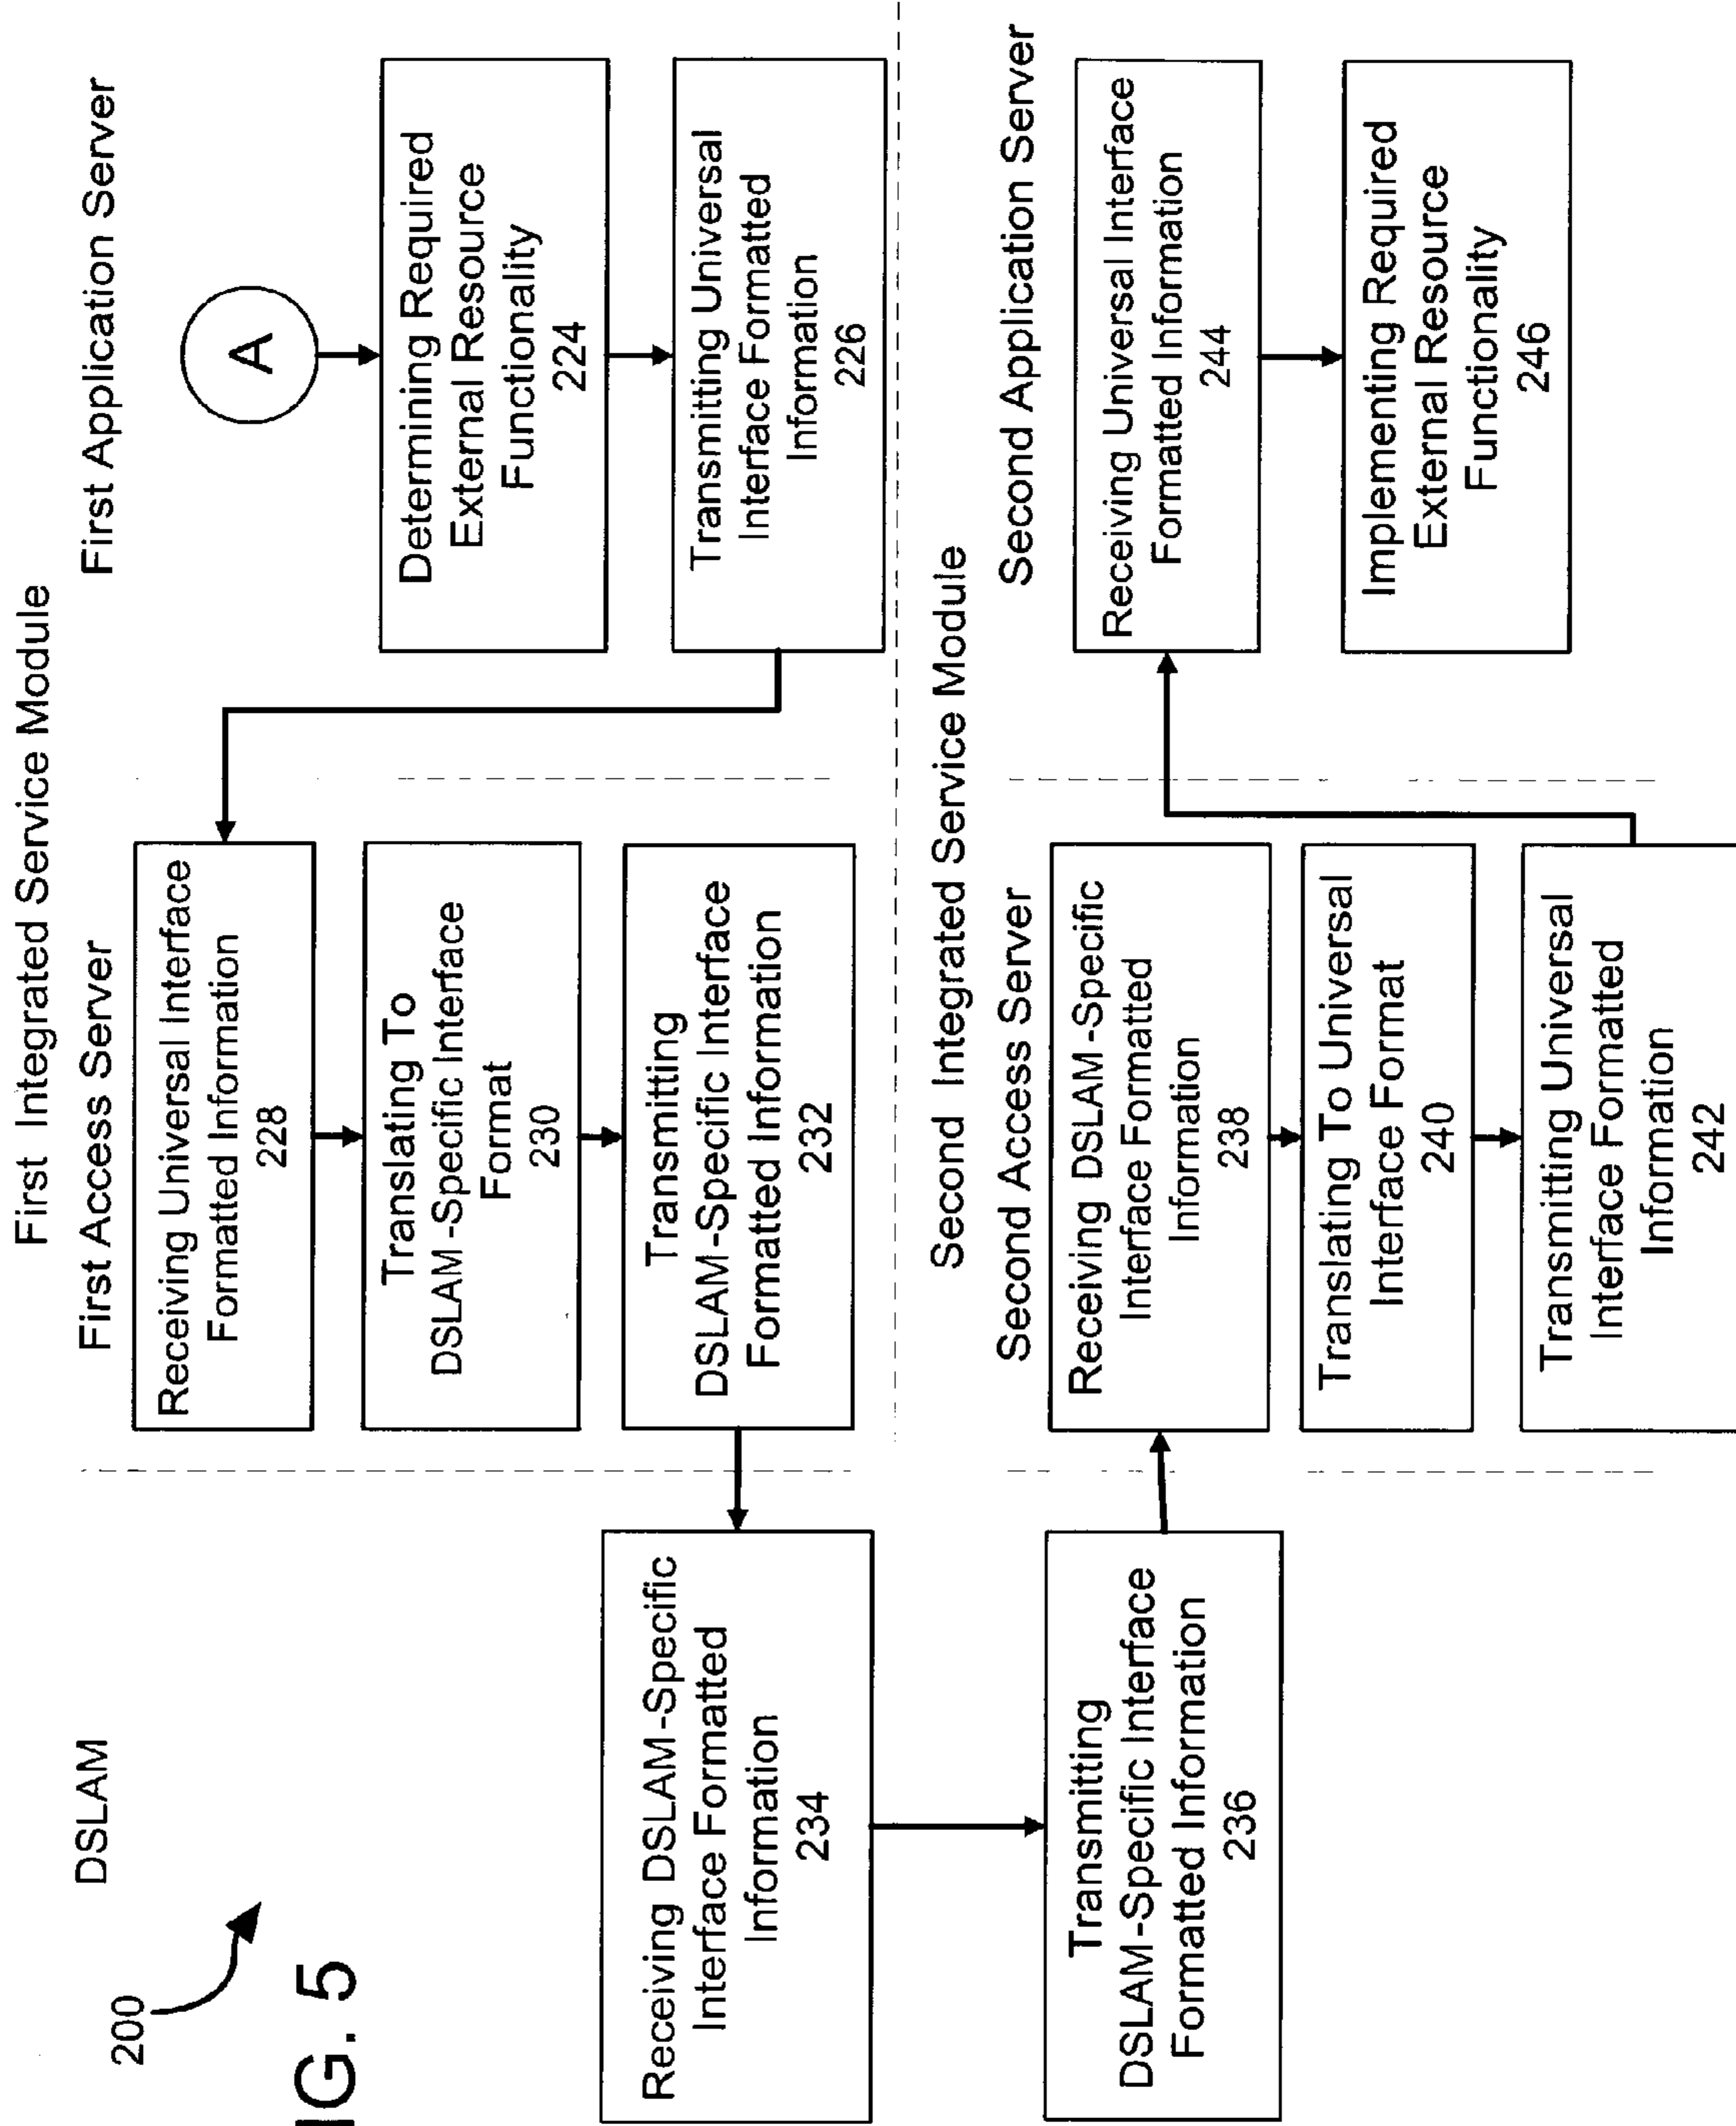 First Integrated Service Module
DSLAM
First Access Server
First Application Server
200
IG. 5
A
Determining Required
External Resource
Functionality
224
Transmitting Universal
Interface Formatted
Information
226
Receiving Universal Interface
Formatted Information
228
Translating To
DSLAM-Specific Interface
Format
230
Transmitting
DSLAM-Specific Interface
Formatted Information
232
Receiving DSLAM-Specific
Interface Formatted
Information
234
Transmitting
DSLAM-Specific Interface
Formatted Information
236
Second Integrated Service Module
Second Access Server
Second Application Server
Receiving DSLAM-Specific
Interface Formatted
Information
238
Translating To Universal
Interface Format
240
Transmitting Universal
Interface Formatted
Information
242
Receiving Universal Interface
Formatted Information
244
Implementing Required
External Resource
Functionality
246